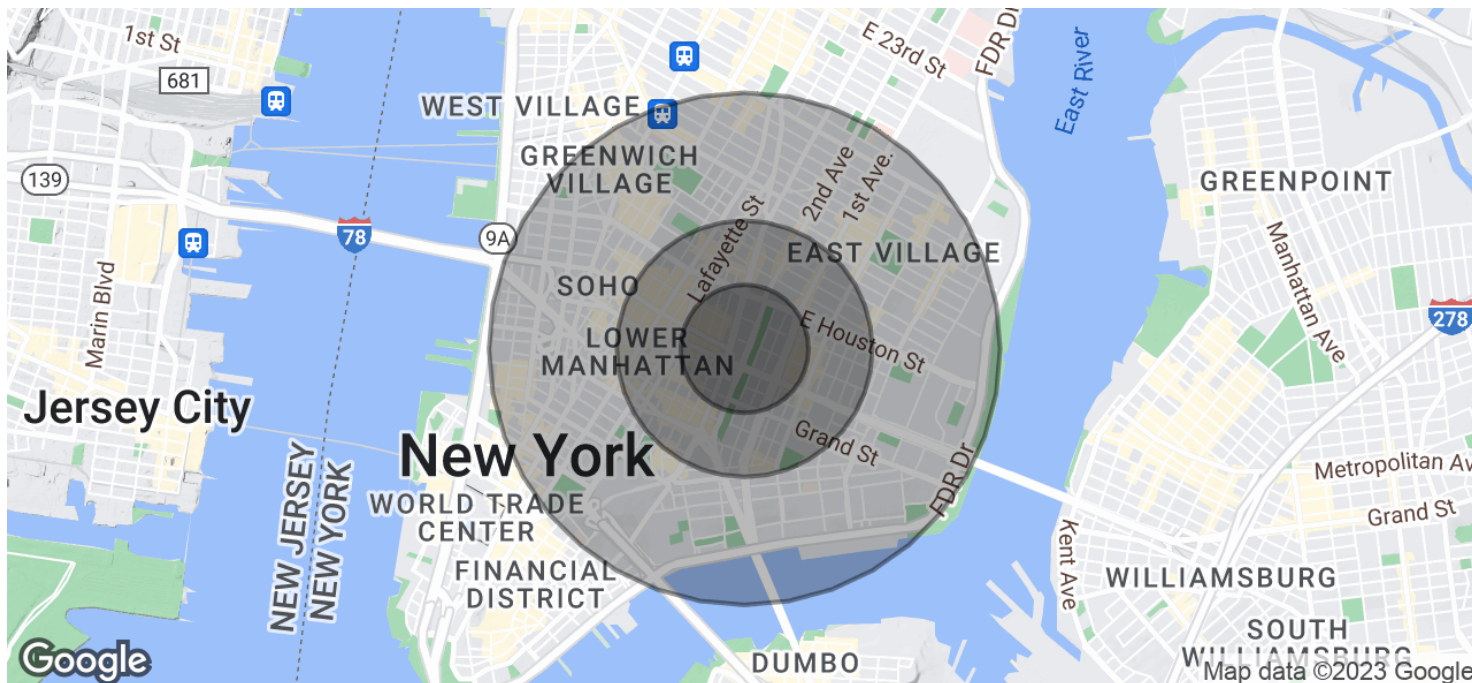 1st St
681
E 23rd St
FDR Dr
East River
WEST VILLAGE
GREENWICH
VILLAGE
139
78
9A
2nd Ave
1st Ave.
Lafayette St
EAST VILLAGE
GREENPOINT
Manhattan Ave
278
Marin Blvd
SOHO
LOWER
MANHATTAN
E Houston St
Jersey City
New York
Grand St
FDR Dr
Metropolitan Av
Grand St
Kent Ave
NEW JERSEY
NEW YORK
WORLD TRADE
CENTER
FINANCIAL
DISTRICT
WILLIAMSBURG
SOUTH
WILLIAMSBURG
DUMBO
Google
Map data ©2023 Google